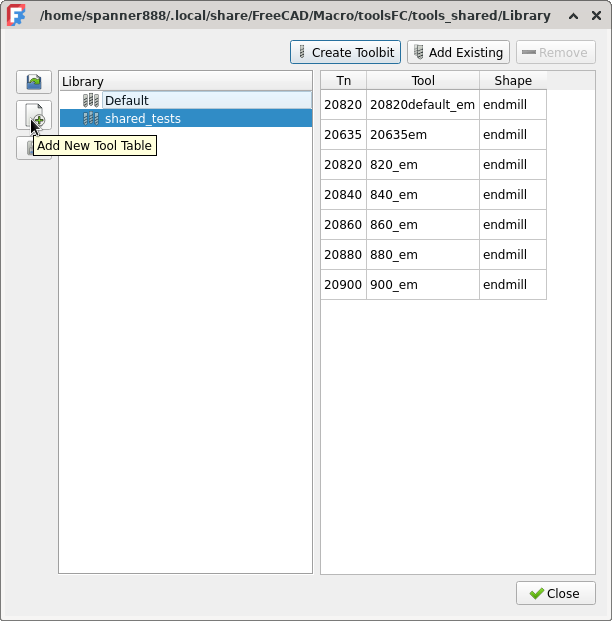 /home/spanner888/.local/share/FreeCAD/Macro/toolsFC/tools_shared/Library
Create Toolbit Add Existing Remove
Library
Default
shared_tests
Add New Tool Table
Tn Tool Shape
20820 20820default_em endmill
20635 20635em endmill
20820 820_em endmill
20840 840_em endmill
20860 860_em endmill
20880 880_em endmill
20900 900_em endmill
Close